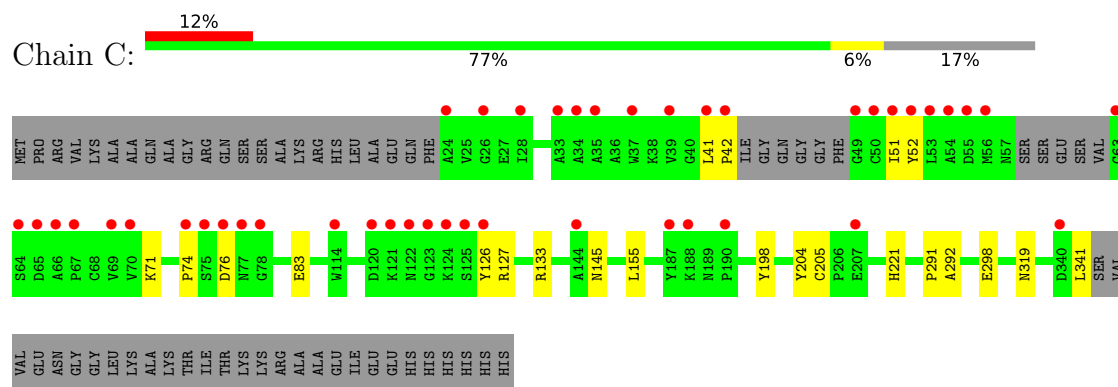 12%
Chain C:
77% 6% 17%
MET PRO ARG VAL LYS ALA ALA GLN ALA GLY ARG GLN SER SER ALA LYS ARG HIS LEU ALA GLU GLN PHE A24 V25 G26 E27 I28 A33 A34 A35 A36 W37 K38 V39 G40 L41 P42 ILE GLY GLN GLY GLY PHE G49 C50 I51 Y52 L53 A54 D55 M56 N57 SER SER GLU SER VAL G63
S64 D65 A66 P67 C68 V69 V70 K71 P74 S75 D76 N77 G78 E83 W114 D120 K121 N122 G123 K124 S125 Y126 R127 R133 A144 N145 L155 Y187 K188 N189 P190 Y198 Y204 C205 P206 E207 H221 P291 A292 E298 N319 D340 L341 SER VAL
VAL GLU ASN GLY GLY LEU LYS ALA LYS THR ILE THR LYS LYS ARG ALA ALA GLU ILE GLU GLU HIS HIS HIS HIS HIS HIS